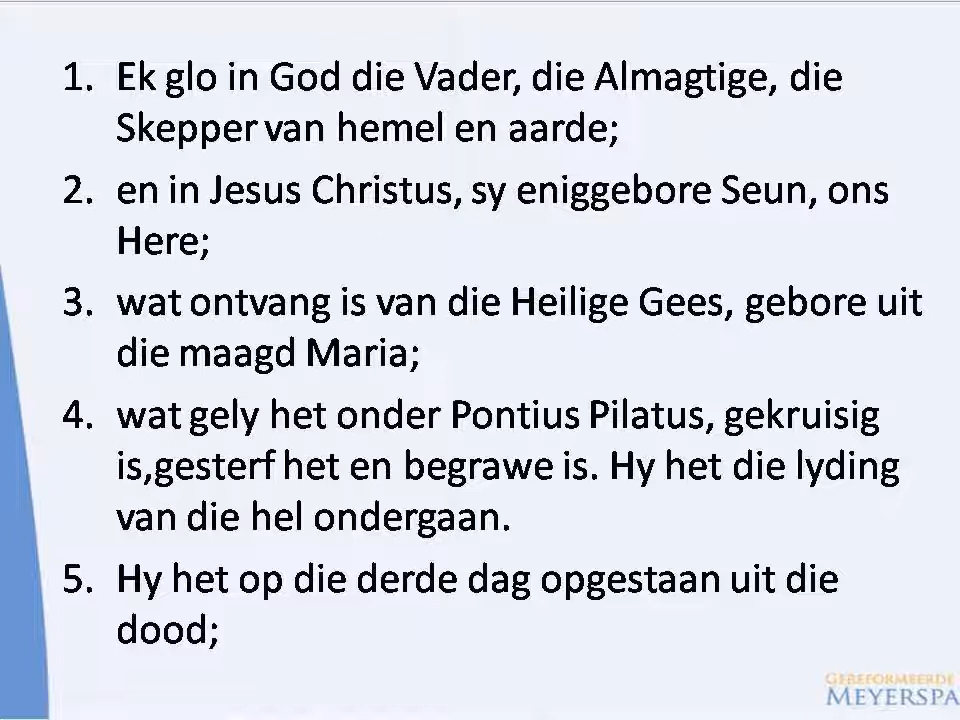 1. Ek glo in God die Vader, die Almagtige, die
Skepper van hemel en aarde;
2. en in Jesus Christus, sy eniggebore Seun, ons
Here;
3. wat ontvang is van die Heilige Gees, gebore uit
die maagd Maria;
4. wat gely het onder Pontius Pilatus, gekruisig
is,gesterf het en begrawe is. Hy het die lyding
van die hel ondergaan.
5. Hy het op die derde dag opgestaan uit die
dood;
GEREFORMEERDE
MEYERSPA